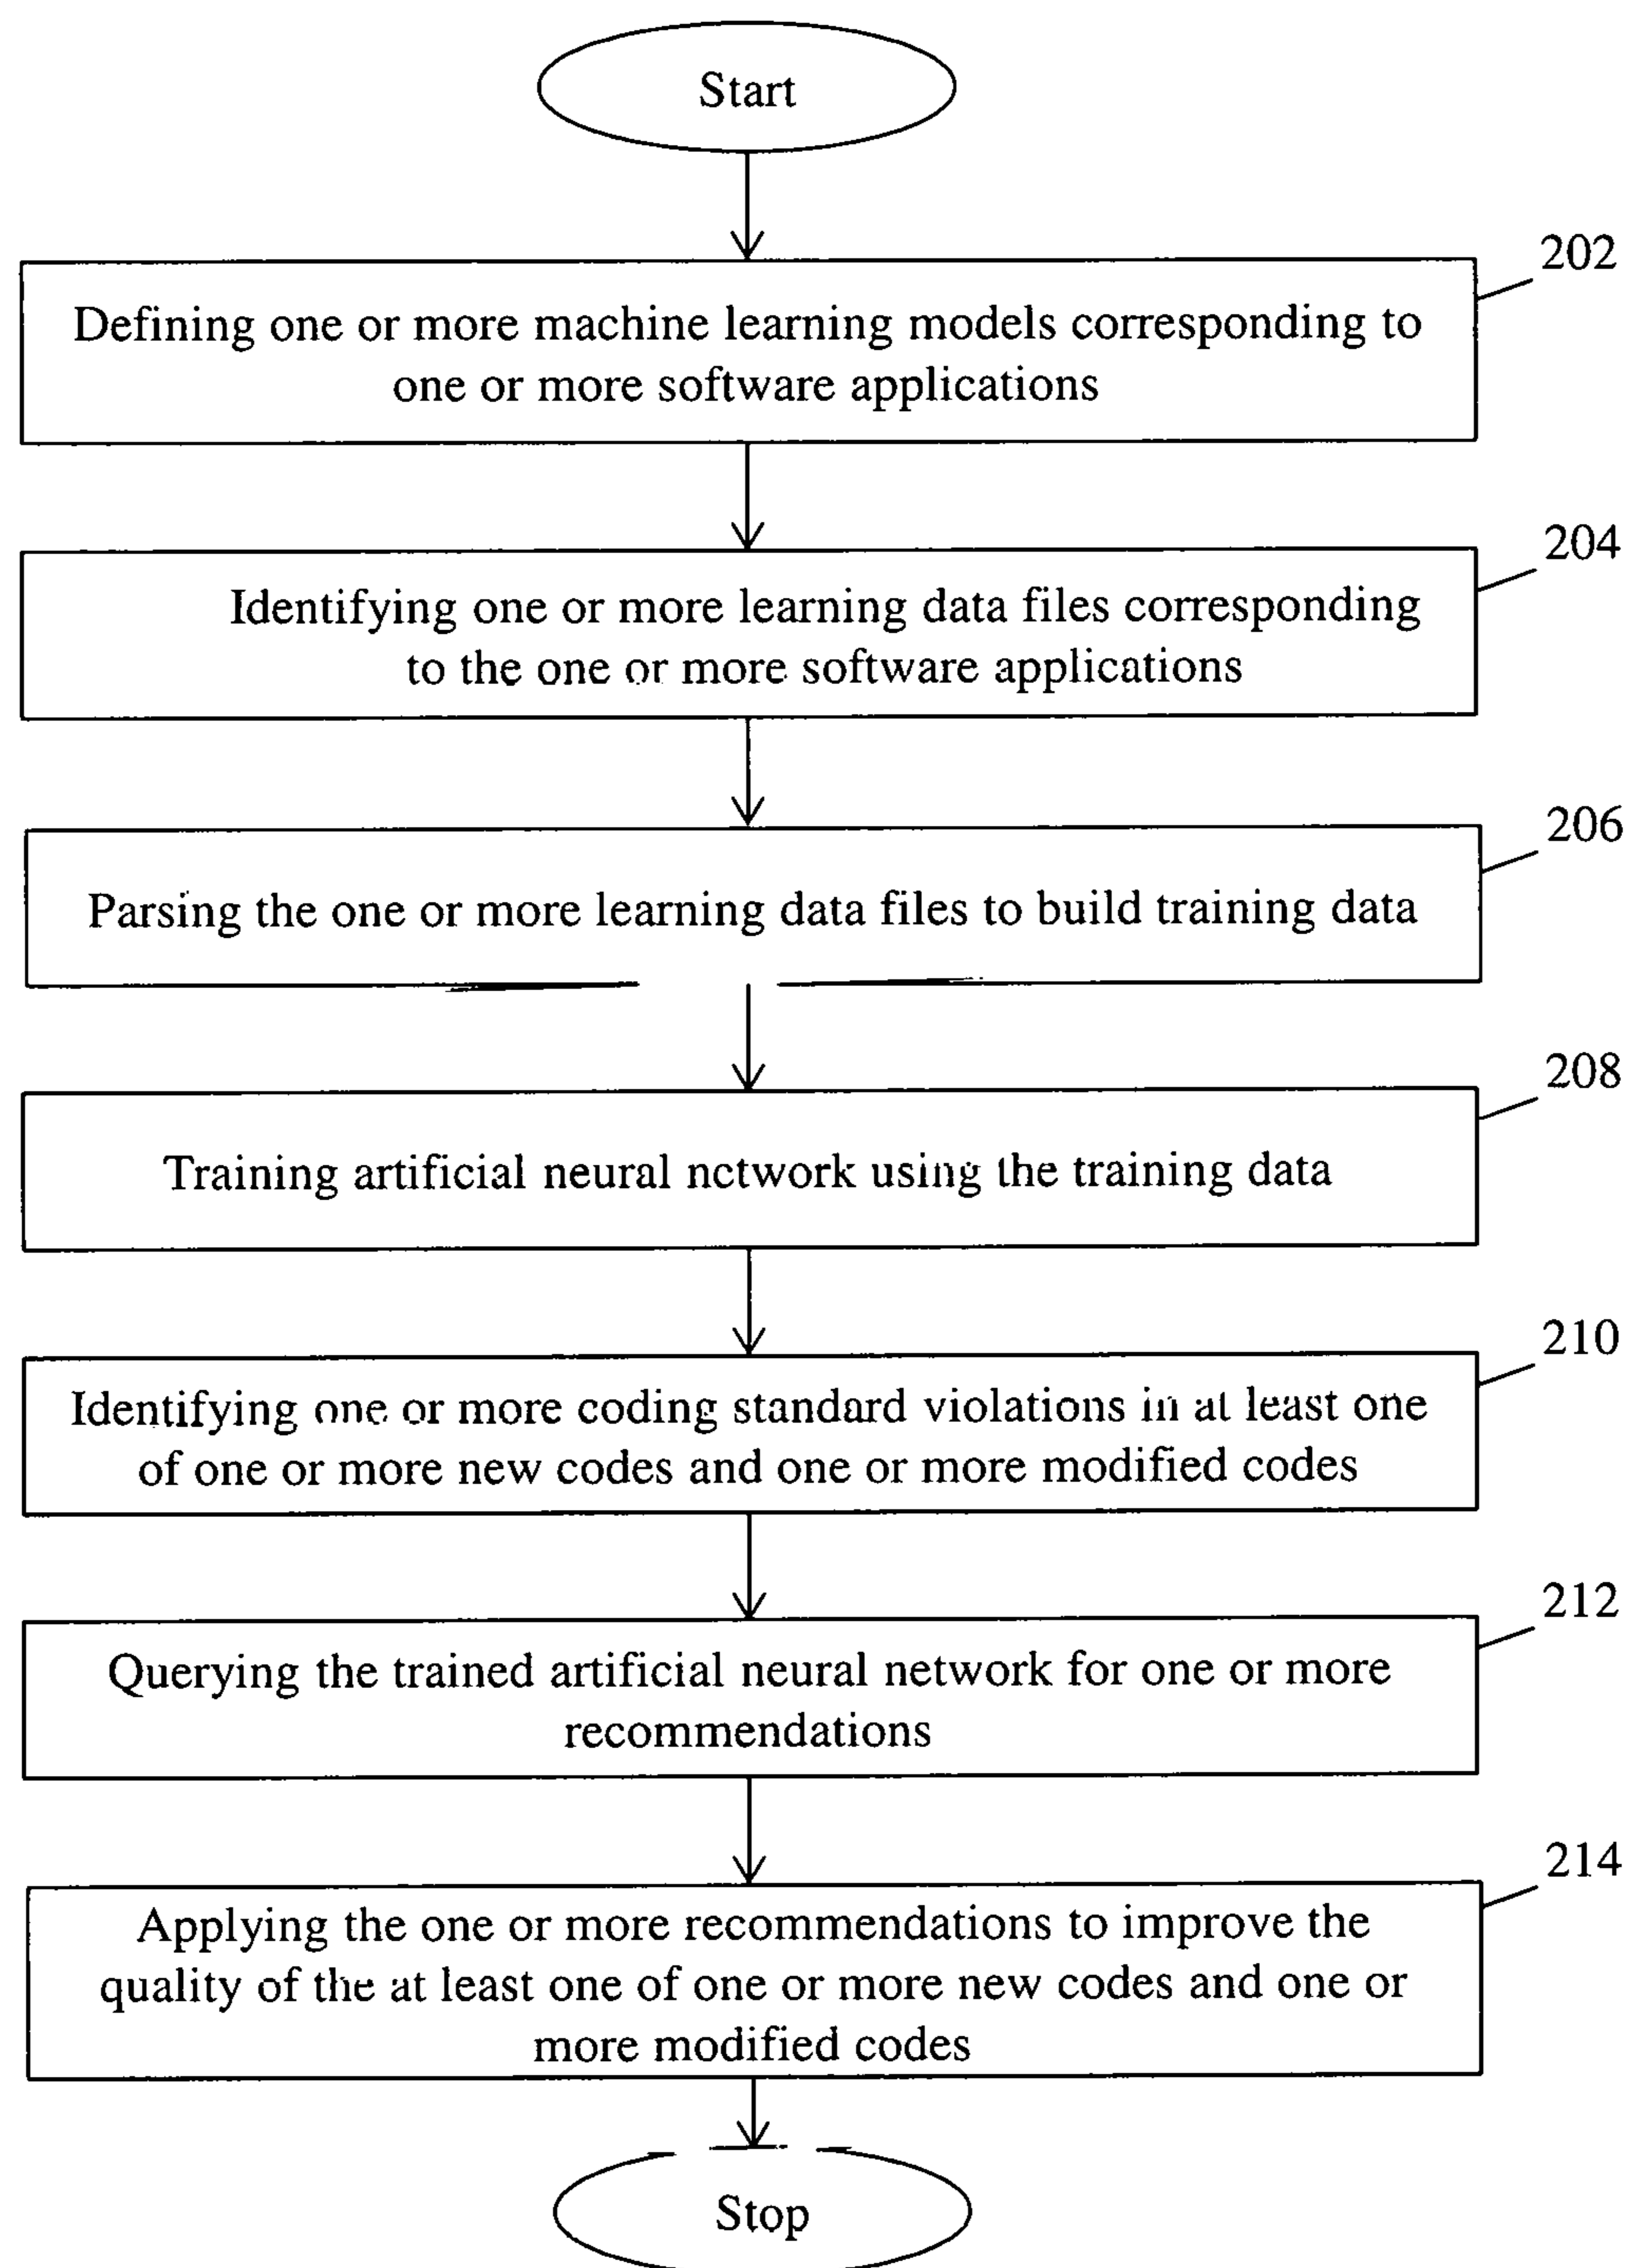 Start
202
Defining one or more machine learning models corresponding to
one or more software applications
204
Identifying one or more learning data files corresponding
to the one or more software applications
206
Parsing the one or more learning data files to build training data
208
Training artificial neural network using the training data
210
Identifying one or more coding standard violations in at least one
of one or more new codes and one or more modified codes
212
Querying the trained artificial neural network for one or more
recommendations
214
Applying the one or more recommendations to improve the
quality of the at least one of one or more new codes and one or
more modified codes
Stop